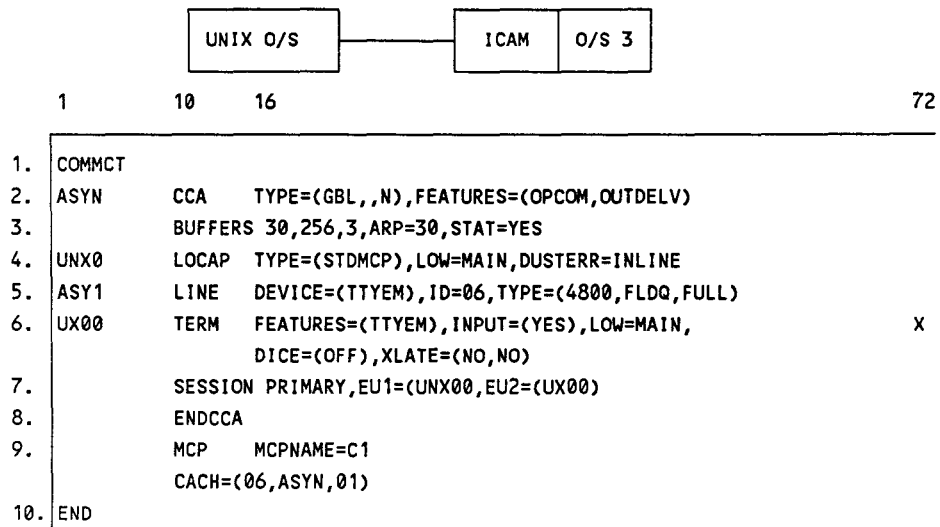 UNIX O/S ICAM O/S 3
1 10 16 72
1. COMMCT
2. ASYN CCA TYPE=(GBL,,N),FEATURES=(OPCOM,OUTDELV)
3. BUFFERS 30,256,3,ARP=30,STAT=YES
4. UNX0 LOCAP TYPE=(STDMCP),LOW=MAIN,DUSTERR=INLINE
5. ASY1 LINE DEVICE=(TTYEM),ID=06,TYPE=(4800,FLDQ,FULL)
6. UX00 TERM FEATURES=(TTYEM),INPUT=(YES),LOW=MAIN, X
DICE=(OFF),XLATE=(NO,NO)
7. SESSION PRIMARY,EU1=(UNX00,EU2=(UX00)
8. ENDCCA
9. MCP MCPNAME=C1
CACH=(06,ASYN,01)
10. END